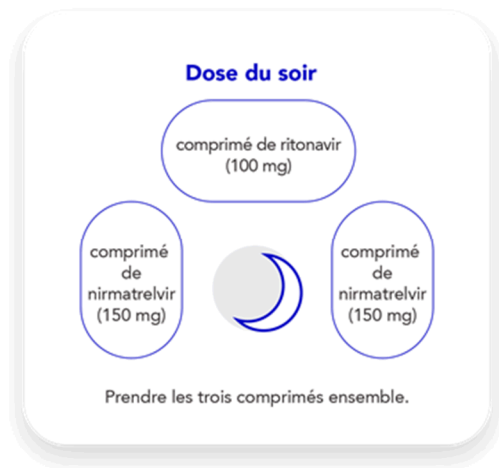 Dose du soir
comprimé de ritonavir
(100 mg)
comprimé
de
nirmatrelvir
(150 mg)
comprimé
de
nirmatrelvir
(150 mg)
Prendre les trois comprimés ensemble.